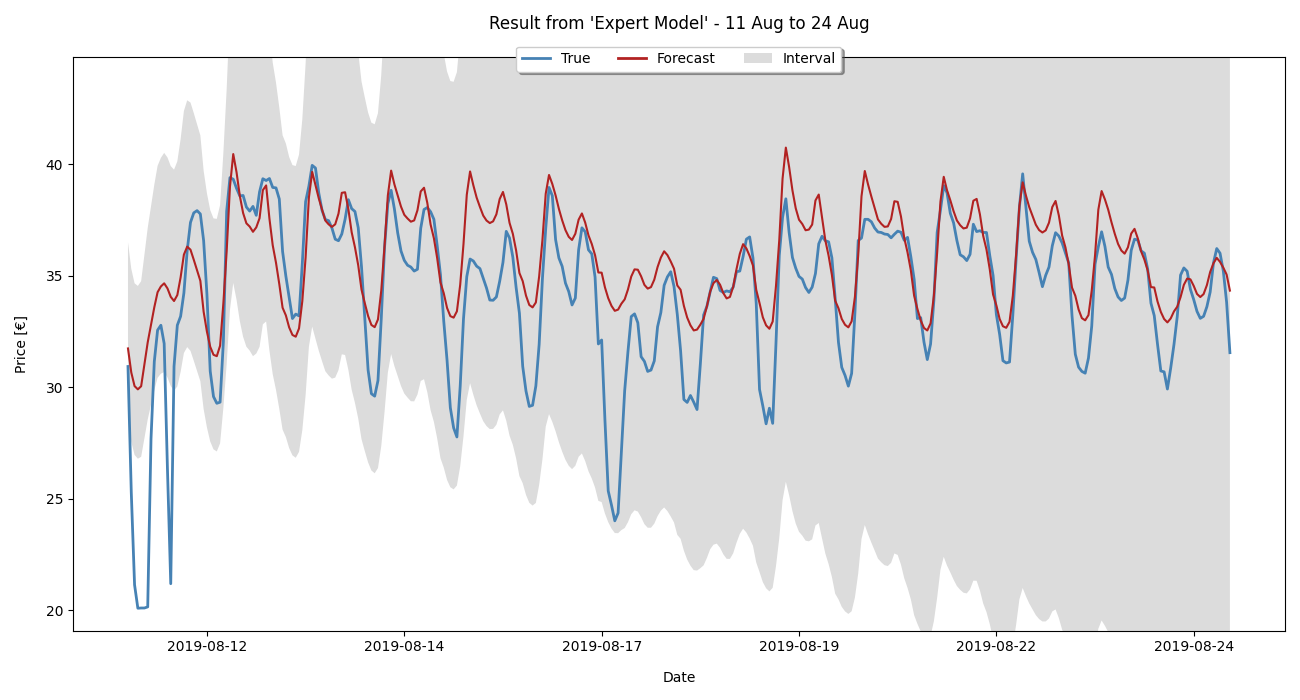 Result from 'Expert Model' - 11 Aug to 24 Aug
True Forecast Interval
40
35
30
25
20
Price [€]
2019-08-12 2019-08-14 2019-08-17 2019-08-19 2019-08-22 2019-08-24
Date